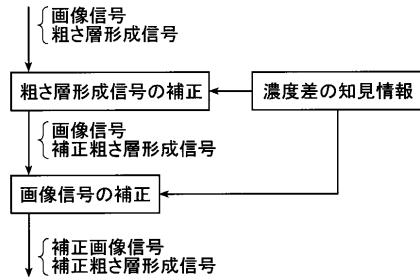 画像信号
粗さ層形成信号
粗さ層形成信号の補正
濃度差の知見情報
画像信号
補正粗さ層形成信号
画像信号の補正
補正画像信号
補正粗さ層形成信号